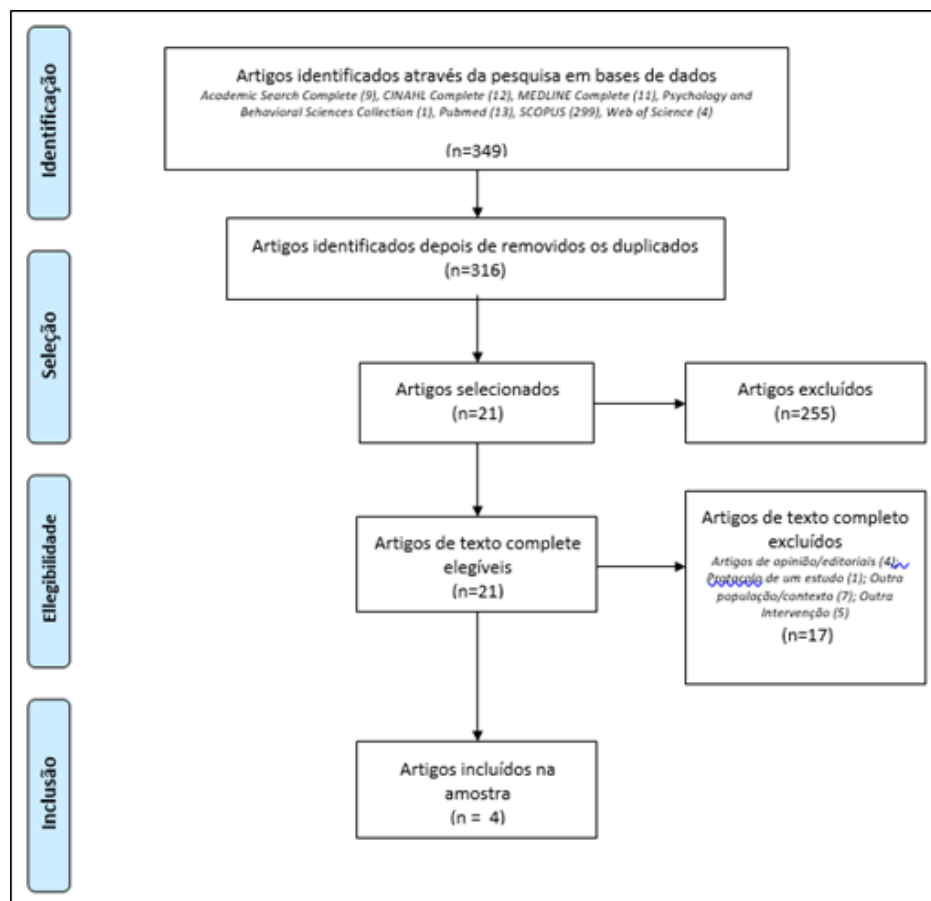 Identificação
Artigos identificados através da pesquisa em bases de dados
Academic Search Complete (9), CINAHL Complete (12), MEDLINE Complete (11), Psychology and
Behavioral Sciences Collection (1), Pubmed (13), SCOPUS (299), Web of Science (4)
(n=349)
Artigos identificados depois de removidos os duplicados
(n=316)
Seleção
Artigos selecionados
(n=21)
Artigos excluídos
(n=255)
Ellegibilidade
Artigos de texto complete
elegíveis
(n=21)
Artigos de texto completo
excluídos
Artigos de opinião/editoriais (4);
Protocolo de um estudo (1); Outra
população/contexto (7); Outra
Intervenção (5)
(n=17)
Inclusão
Artigos incluídos na
amostra
(n = 4)